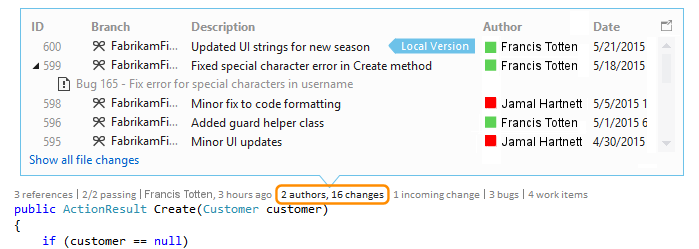 ID Branch Description Author Date
600 FabrikamFi... Updated UI strings for new season Local Version Francis Totten 5/21/2015
599 FabrikamFi... Fixed special character error in Create method Francis Totten 5/18/2015
Bug 165 - Fix error for special characters in username
598 FabrikamFi... Minor fix to code formatting Jamal Hartnett 5/5/2015 1
596 FabrikamFi... Added guard helper class Francis Totten 5/1/2015 6
595 FabrikamFi... Minor UI updates Jamal Hartnett 4/30/2015
Show all file changes
3 references | 2/2 passing | Francis Totten, 3 hours ago 2 authors, 16 changes | 1 incoming change | 3 bugs | 4 work items
public ActionResult Create(Customer customer)
{
if (customer == null)